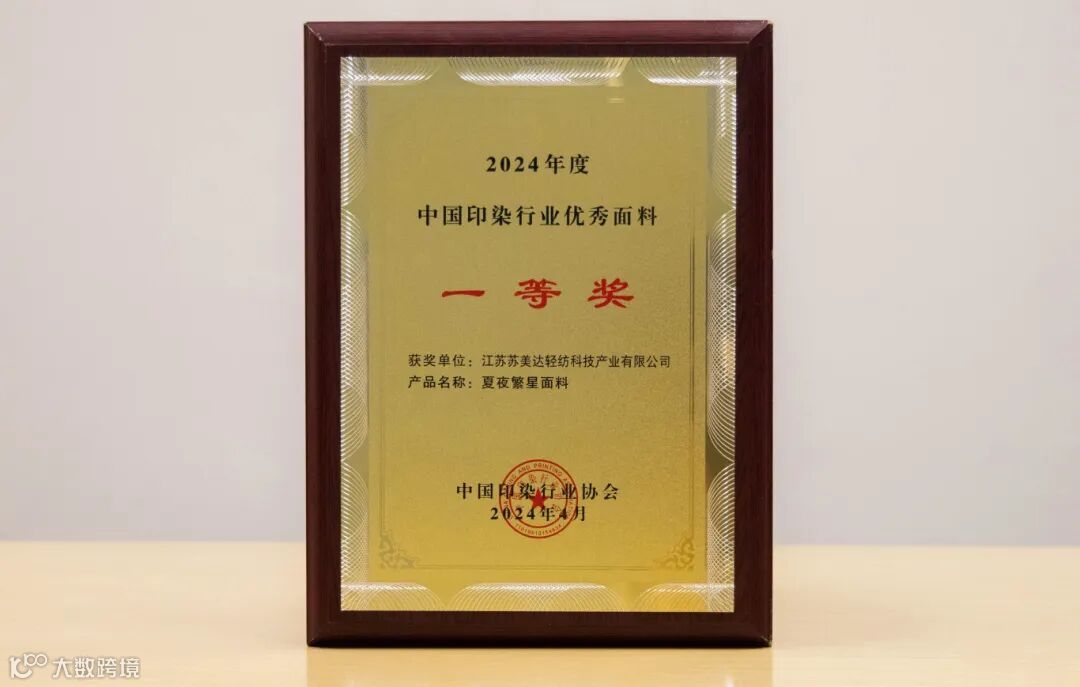 2024年度
中国印染行业优秀面料
一等奖
获奖单位：江苏苏美达轻纺科技产业有限公司
产品名称：夏夜繁星面料
中国印染行业协会
2024年4月
大数跨境